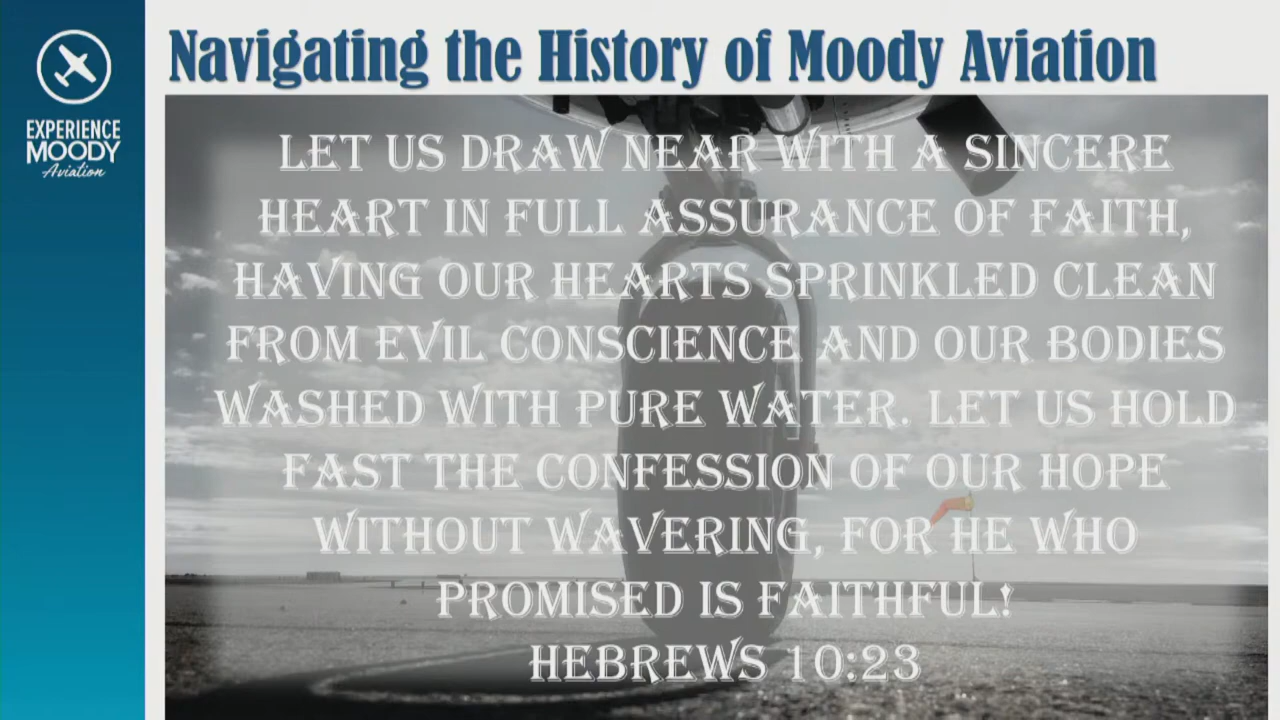 Navigating the History of Moody Aviation
EXPERIENCE
MOODY
Aviation
LET US DRAW NEAR WITH A SINCERE
HEART IN FULL ASSURANCE OF FAITH,
HAVING OUR HEARTS SPRINKLED CLEAN
FROM EVIL CONSCIENCE AND OUR BODIES
WASHED WITH PURE WATER. LET US HOLD
FAST THE CONFESSION OF OUR HOPE
WITHOUT WAVERING, FOR HE WHO
PROMISED IS FAITHFUL!
HEBREWS 10:23